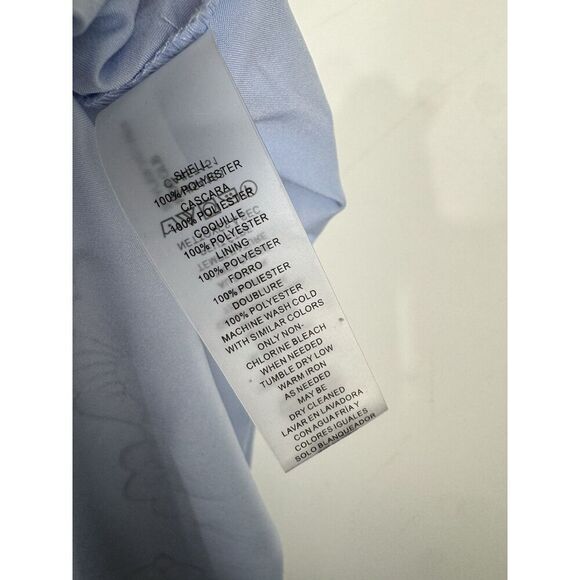 SHELL
100% POLYESTER
CASCARA
100% POLIESTER
COQUILLE
100% POLYESTER
LINING
100% POLYESTER
FORRO
100% POLIESTER
DOUBLURE
100% POLYESTER
MACHINE WASH COLD
WITH SIMILAR COLORS
ONLY NON-
CHLORINE BLEACH
WHEN NEEDED
TUMBLE DRY LOW
WARM IRON
AS NEEDED
MAY BE
DRY CLEANED
LAVAR EN LAVADORA
CON AGUA FRIA Y
COLORES IGUALES
SOLO BLANQUEADOR